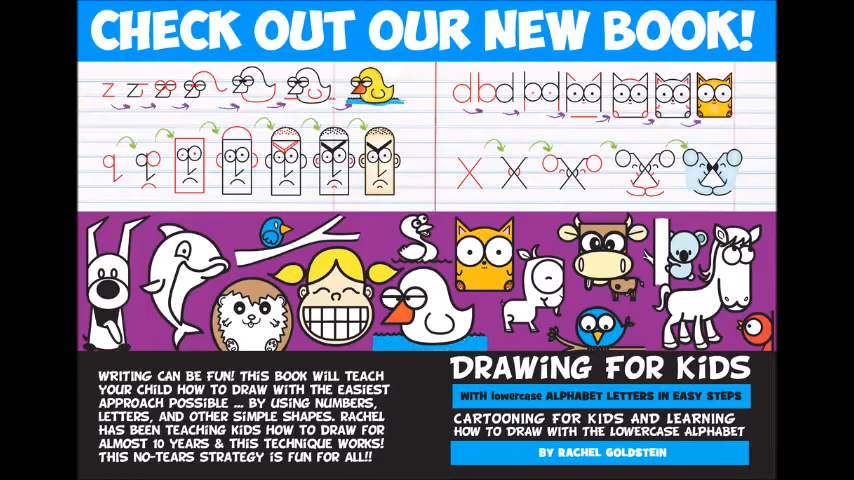 CHECK OUT OUR NEW BOOK!
z z
d b d b q b q
q q
x x x
WRITING CAN BE FUN! THIS BOOK WILL TEACH
YOUR CHILD HOW TO DRAW WITH THE EASIEST
APPROACH POSSIBLE ... BY USING NUMBERS,
LETTERS, AND OTHER SIMPLE SHAPES. RACHEL
HAS BEEN TEACHING KIDS HOW TO DRAW FOR
ALMOST 10 YEARS & THIS TECHNIQUE WORKS!
THIS NO-TEARS STRATEGY IS FUN FOR ALL!!
DRAWING FOR KIDS
WITH lowercase ALPHABET LETTERS IN EASY STEPS
CARTOONING FOR KIDS AND LEARNING
HOW TO DRAW WITH THE LOWERCASE ALPHABET
BY RACHEL GOLDSTEIN